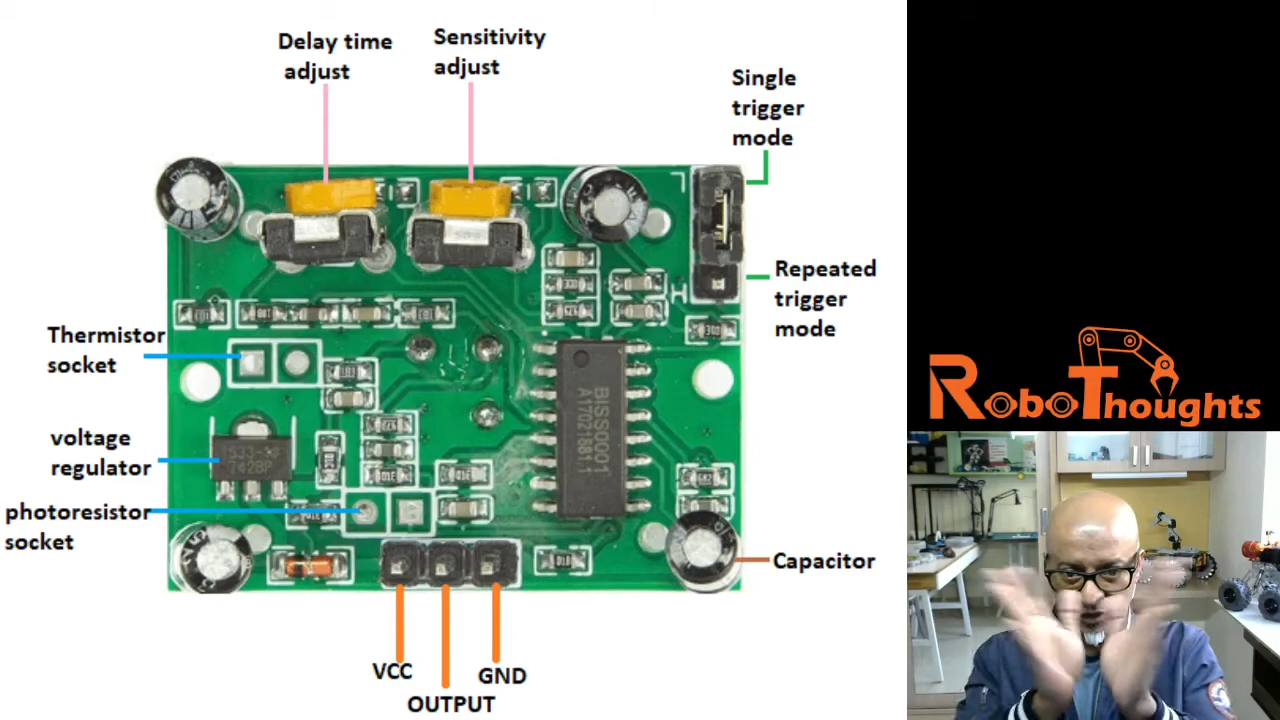 Delay time
adjust
Sensitivity
adjust
Single
trigger
mode
Repeated
trigger
mode
Thermistor
socket
voltage
regulator
photoresistor
socket
BISS0001
Capacitor
VCC
OUTPUT
GND
RoboThoughts